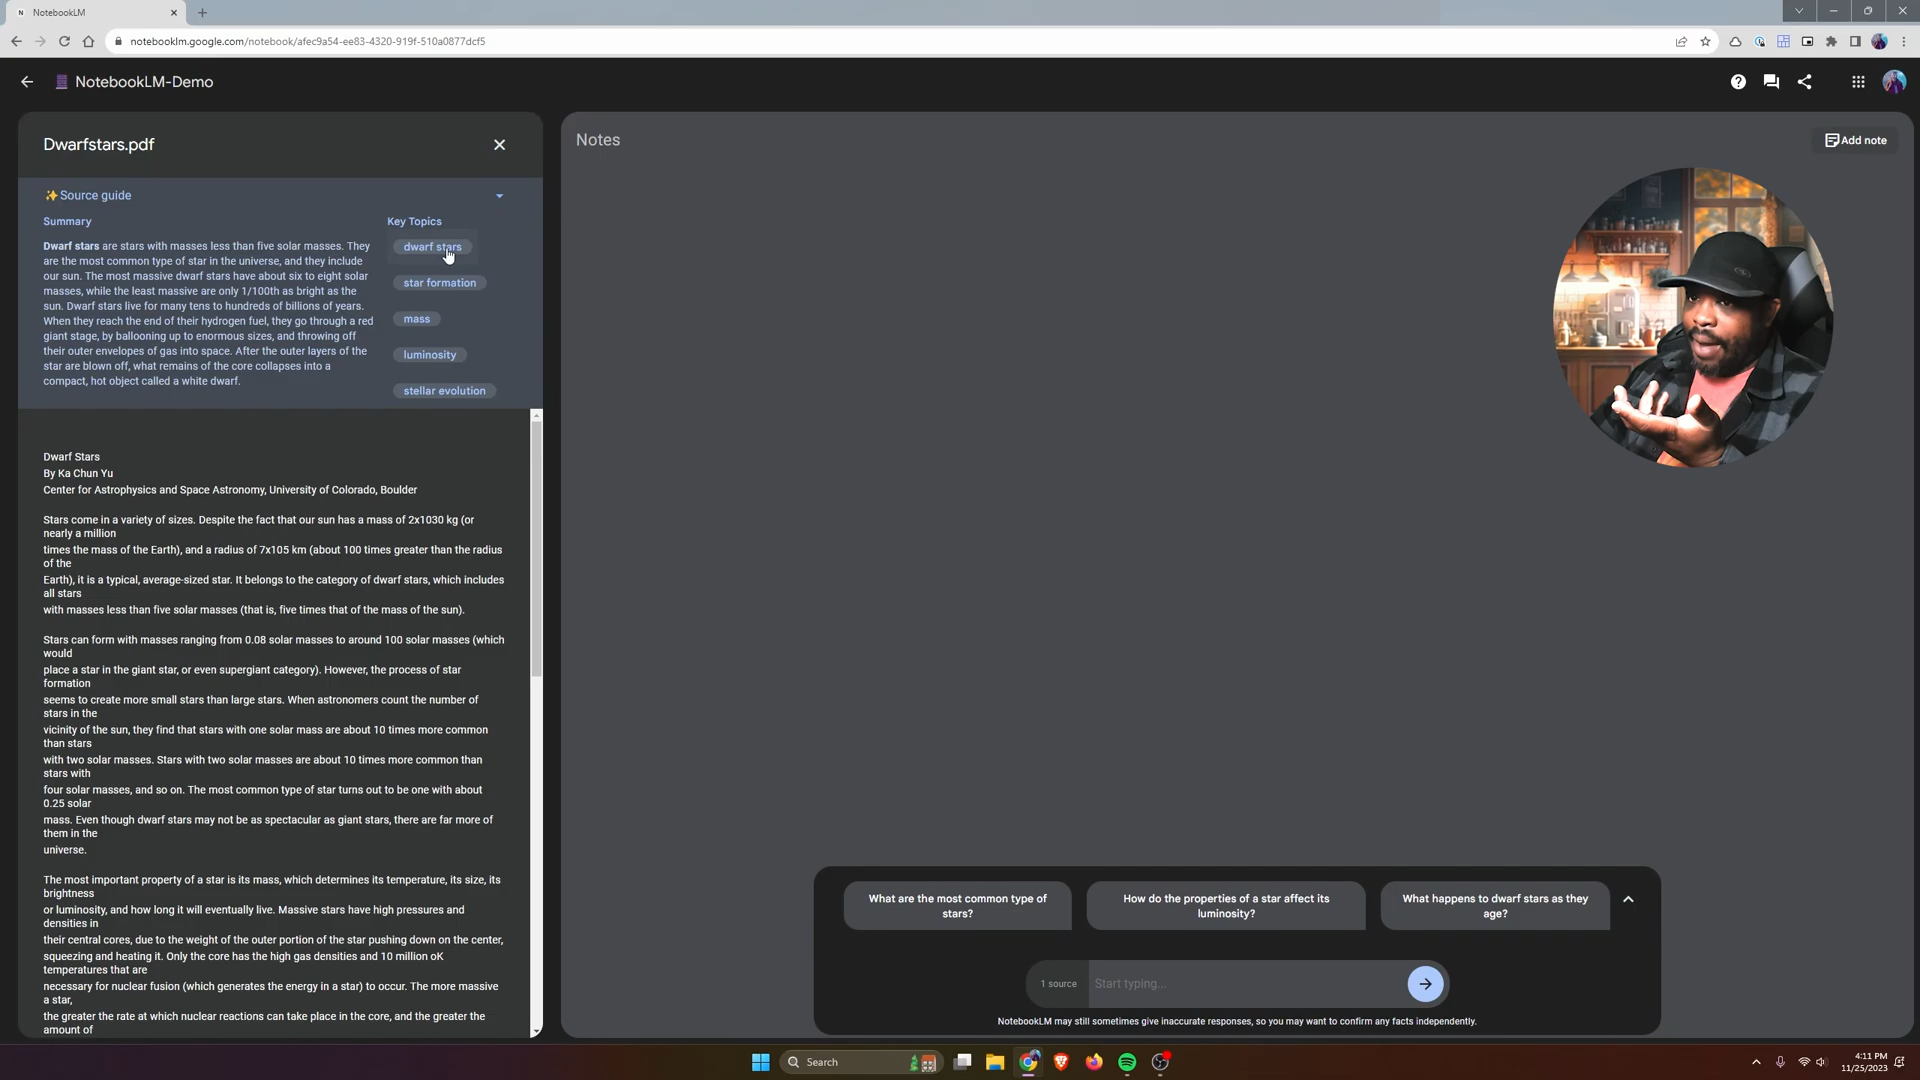 NotebookLM
notebooklm.google.com/notebook/afec9a54-ee83-4320-919f-510a0877dcf5
NotebookLM-Demo
Dwarfstars.pdf
Source guide
Summary
Dwarf stars are stars with masses less than five solar masses. They
are the most common type of star in the universe, and they include
our sun. The most massive dwarf stars have about six to eight solar
masses, while the least massive are only 1/100th as bright as the
sun. Dwarf stars live for many tens to hundreds of billions of years.
When they reach the end of their hydrogen fuel, they go through a red
giant stage, by ballooning up to enormous sizes, and throwing off
their outer envelopes of gas into space. After the outer layers of the
star are blown off, what remains of the core collapses into a
compact, hot object called a white dwarf.
Key Topics
dwarf stars
star formation
mass
luminosity
stellar evolution
Dwarf Stars
By Ka Chun Yu
Center for Astrophysics and Space Astronomy, University of Colorado, Boulder
Stars come in a variety of sizes. Despite the fact that our sun has a mass of 2x1030 kg (or
nearly a million
times the mass of the Earth), and a radius of 7x105 km (about 100 times greater than the radius
of the
Earth), it is a typical, average-sized star. It belongs to the category of dwarf stars, which includes
all stars
with masses less than five solar masses (that is, five times that of the mass of the sun).
Stars can form with masses ranging from 0.08 solar masses to around 100 solar masses (which
would
place a star in the giant star, or even supergiant category). However, the process of star
formation
seems to create more small stars than large stars. When astronomers count the number of
stars in the
vicinity of the sun, they find that stars with one solar mass are about 10 times more common
than stars
with two solar masses. Stars with two solar masses are about 10 times more common than
stars with
four solar masses, and so on. The most common type of star turns out to be one with about
0.25 solar
mass. Even though dwarf stars may not be as spectacular as giant stars, there are far more of
them in the
universe.
The most important property of a star is its mass, which determines its temperature, its size, its
brightness
or luminosity, and how long it will eventually live. Massive stars have high pressures and
densities in
their central cores, due to the weight of the outer portion of the star pushing down on the center,
squeezing and heating it. Only the core has the high gas densities and 10 million oK
temperatures that are
necessary for nuclear fusion (which generates the energy in a star) to occur. The more massive
a star,
the greater the rate at which nuclear reactions can take place in the core, and the greater the
amount of
Notes
Add note
What are the most common type of
stars?
How do the properties of a star affect its
luminosity?
What happens to dwarf stars as they
age?
1 source
Start typing...
NotebookLM may still sometimes give inaccurate responses, so you may want to confirm any facts independently.
Search
4:11 PM
11/25/2023